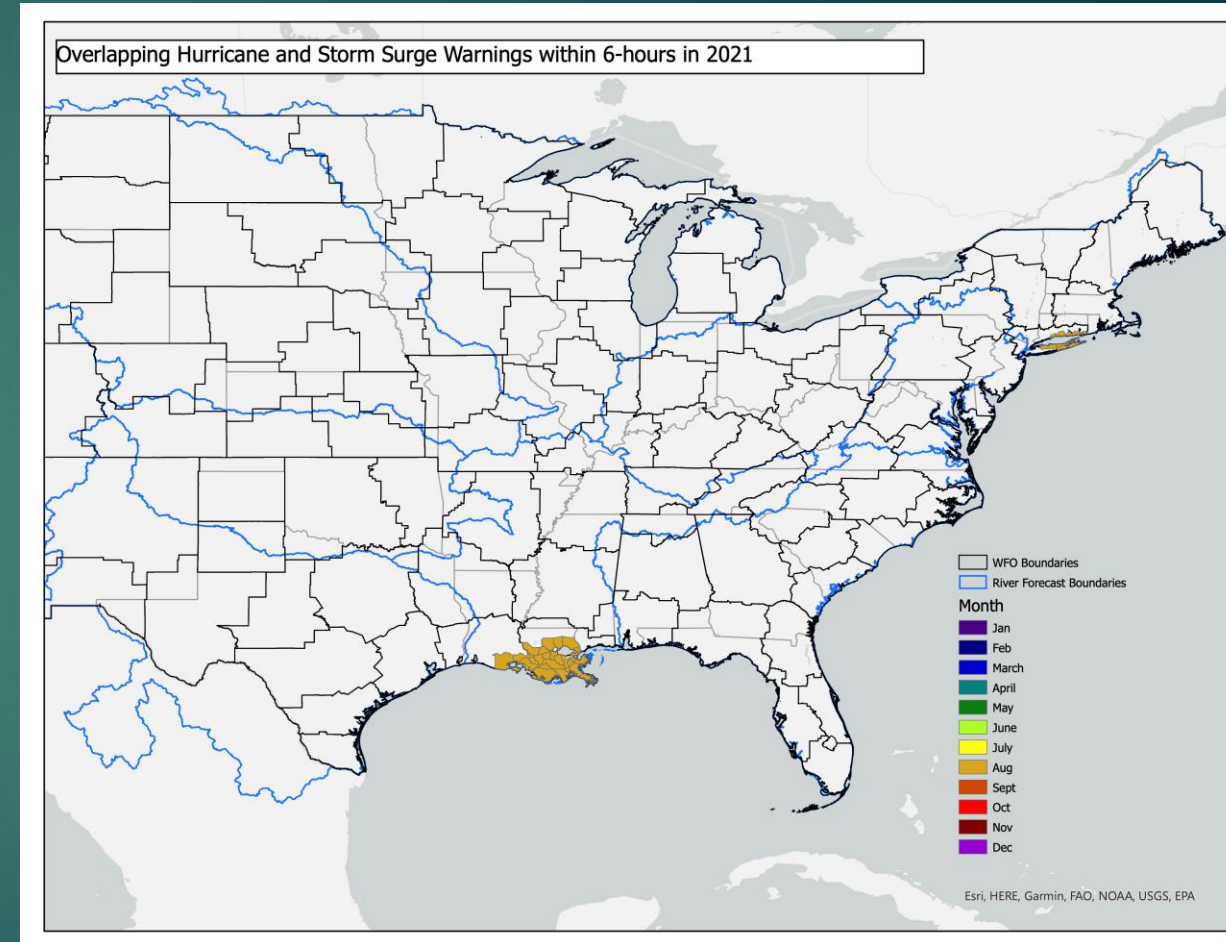 Overlapping Hurricane and Storm Surge Warnings within 6-hours in 2021
WFO Boundaries
River Forecast Boundaries
Month
Jan
Feb
March
April
May
June
July
Aug
Sept
Oct
Nov
Dec
Esri, HERE, Garmin, FAO, NOAA, USGS, EPA